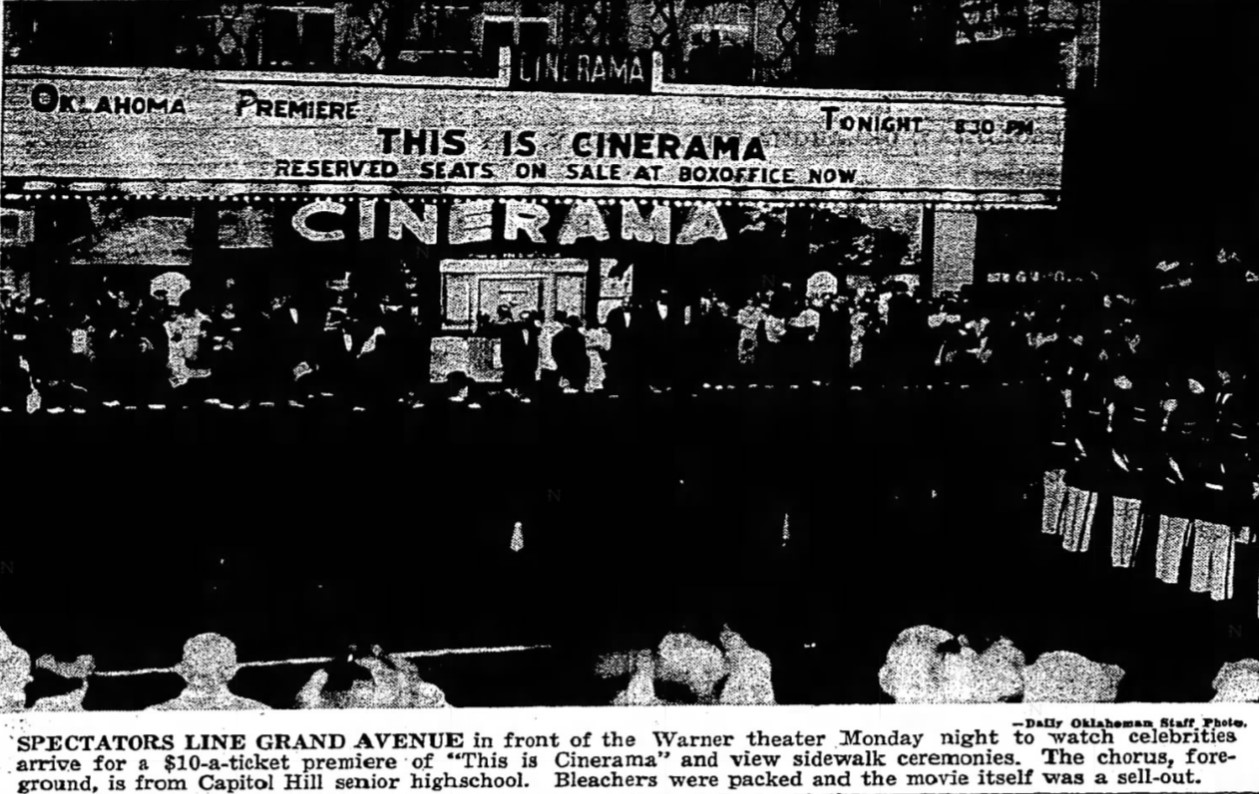 CINERAMA
OKLAHOMA PREMIERE TONIGHT 8:30 PM
THIS IS CINERAMA
RESERVED SEATS ON SALE AT BOXOFFICE NOW
CINERAMA
—Daily Oklahoman Staff Photo.
SPECTATORS LINE GRAND AVENUE in front of the Warner theater Monday night to watch celebrities
arrive for a $10-a-ticket premiere of "This is Cinerama" and view sidewalk ceremonies. The chorus, fore-
ground, is from Capitol Hill senior highschool. Bleachers were packed and the movie itself was a sell-out.